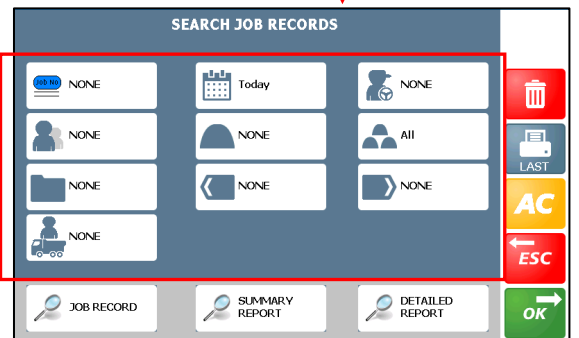 SEARCH JOB RECORDS
JOB NO NONE
Today
NONE
NONE
NONE
All
NONE
NONE
NONE
NONE
LAST
AC
ESC
OK
JOB RECORD
SUMMARY
REPORT
DETAILED
REPORT